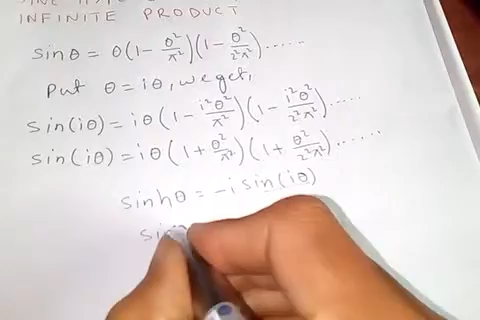 INFINITE PRODUCT
sinθ = θ(1 - θ²/π²)(1 - θ²/2²π²).....
Put θ = iθ, we get,
sin(iθ) = iθ(1 - i²θ²/π²)(1 - i²θ²/2²π²).....
sin(iθ) = iθ(1 + θ²/π²)(1 + θ²/2²π²)......
sinhθ = -i sin(iθ)